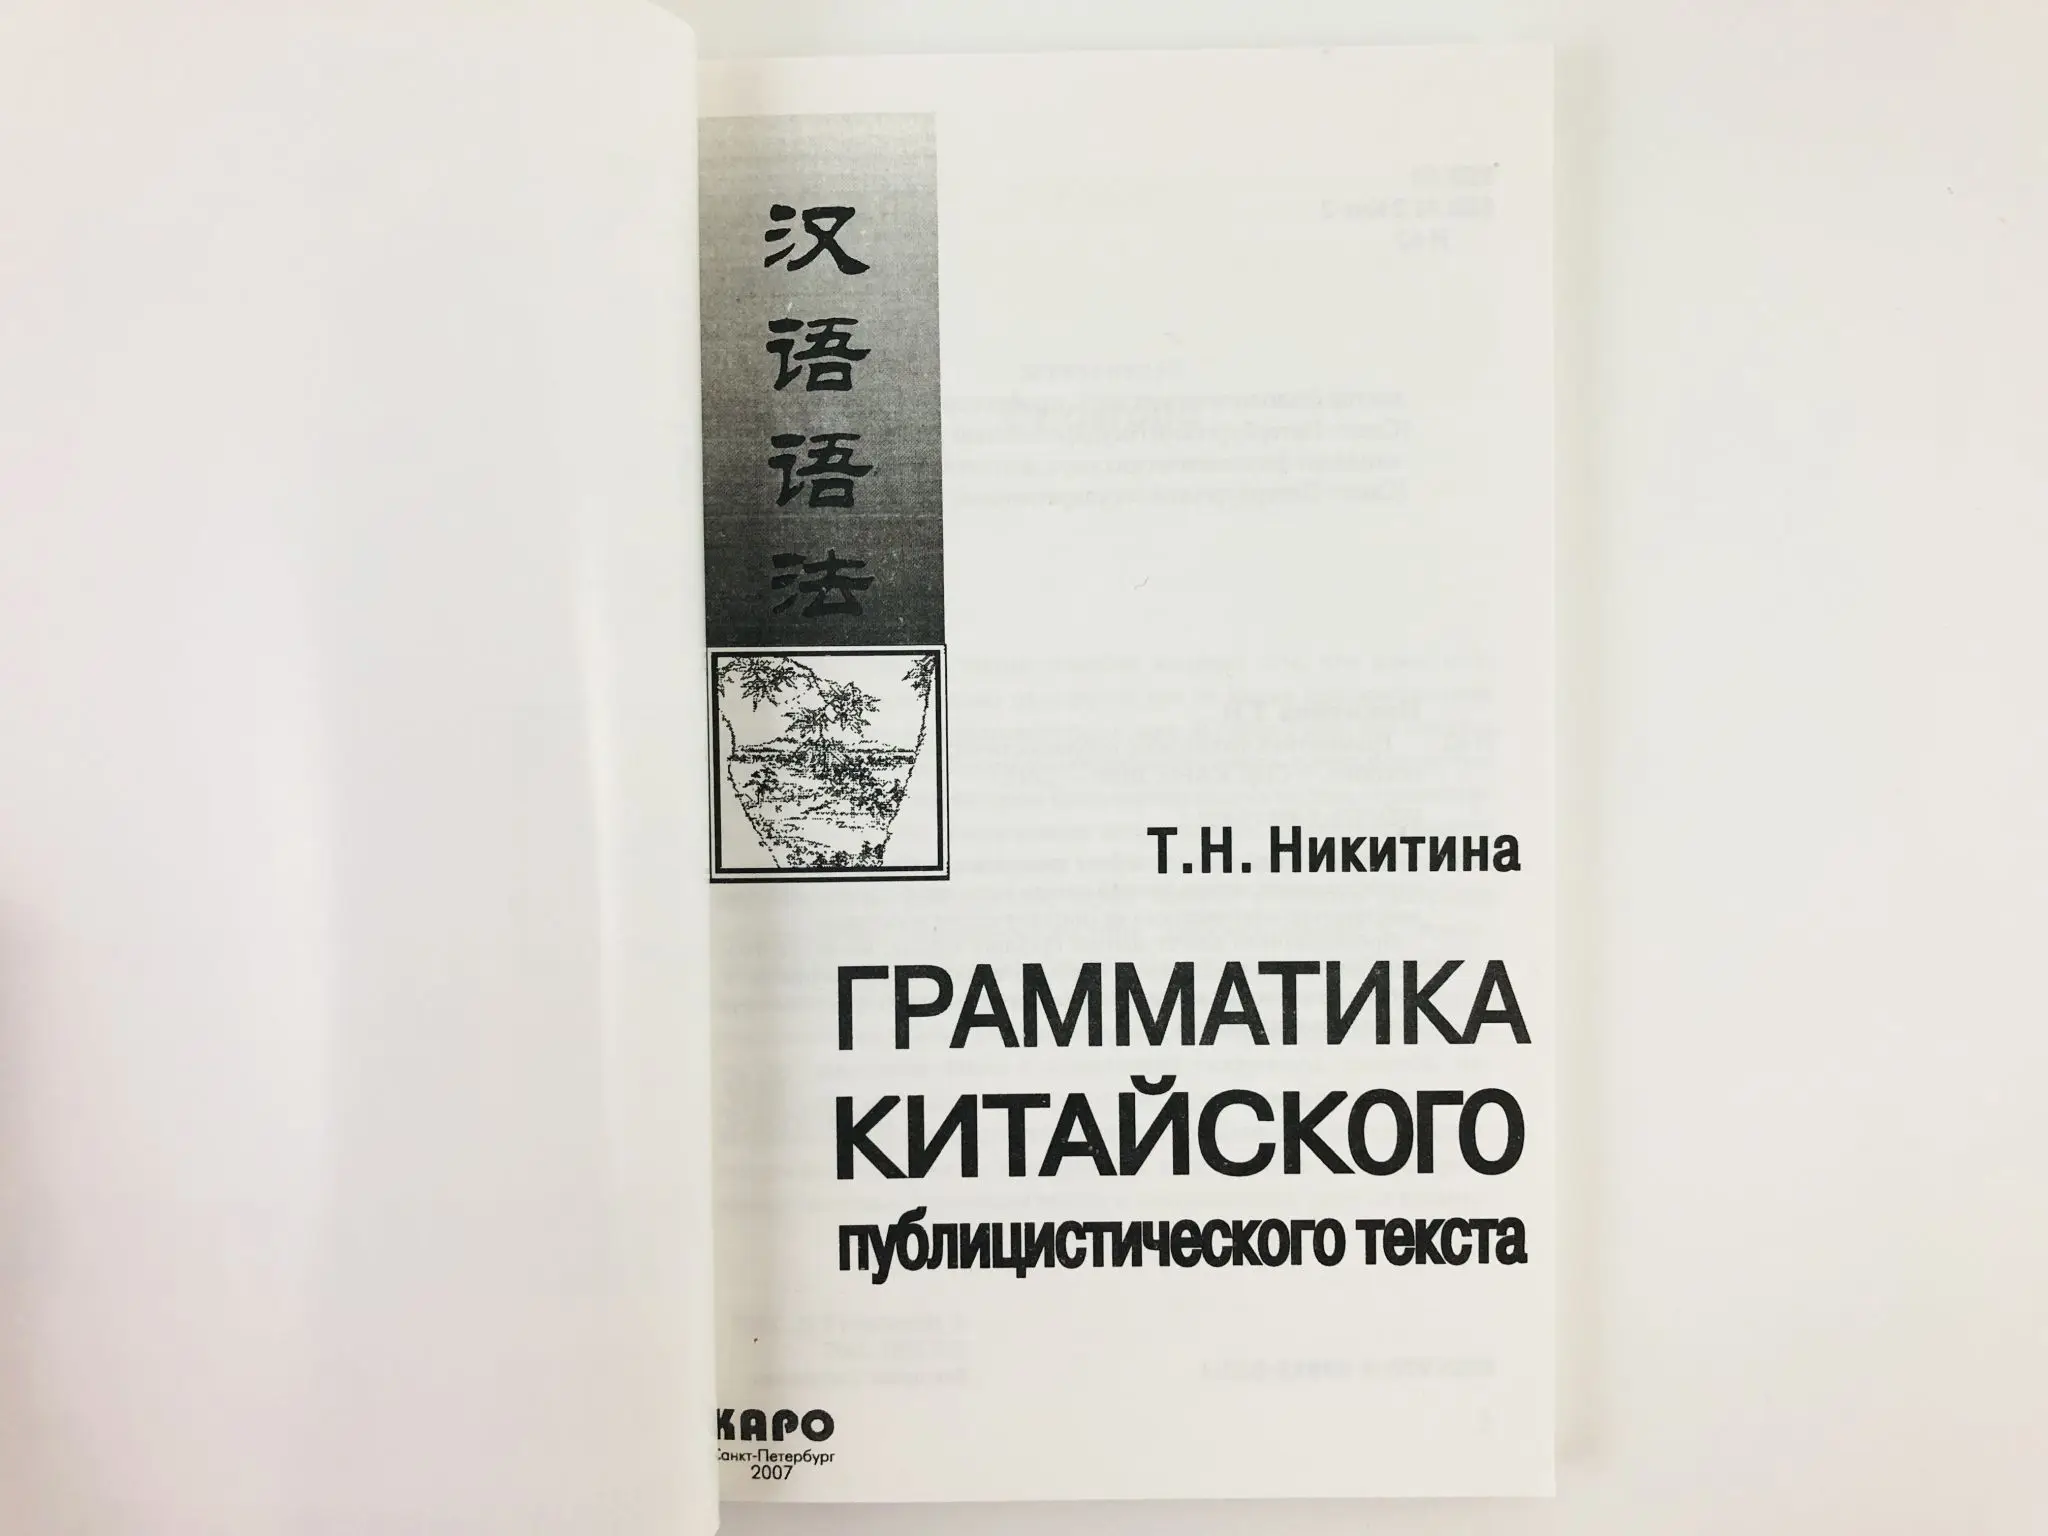 汉语语法
Т.Н. Никитина
ГРАММАТИКА
КИТАЙСКОГО
публицистического текста
КАРО
Санкт-Петербург
2007